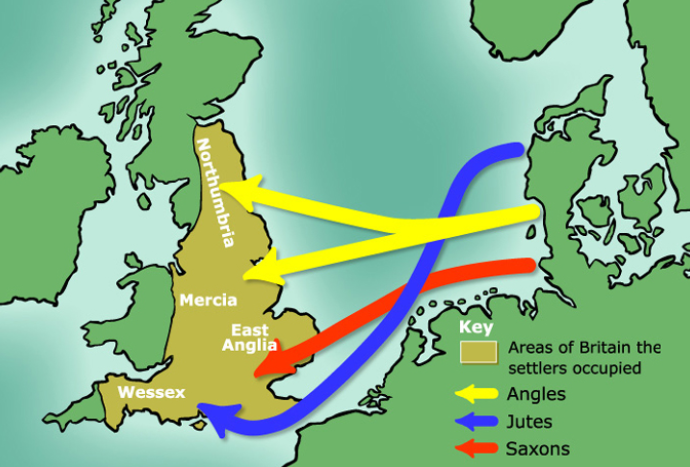 Northumbria
Mercia
East
Anglia
Wessex
Key
Areas of Britain the
settlers occupied
Angles
Jutes
Saxons